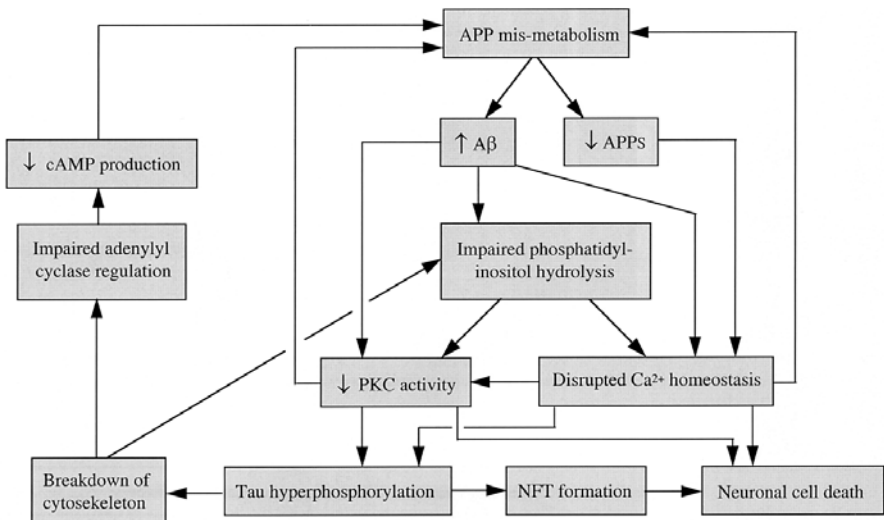 APP mis-metabolism
↑ Aβ
↓ APPs
↓ cAMP production
Impaired adenylyl
cyclase regulation
Impaired phosphatidyl-
inositol hydrolysis
↓ PKC activity
Disrupted Ca²⁺ homeostasis
Breakdown of
cytosekeleton
Tau hyperphosphorylation
NFT formation
Neuronal cell death